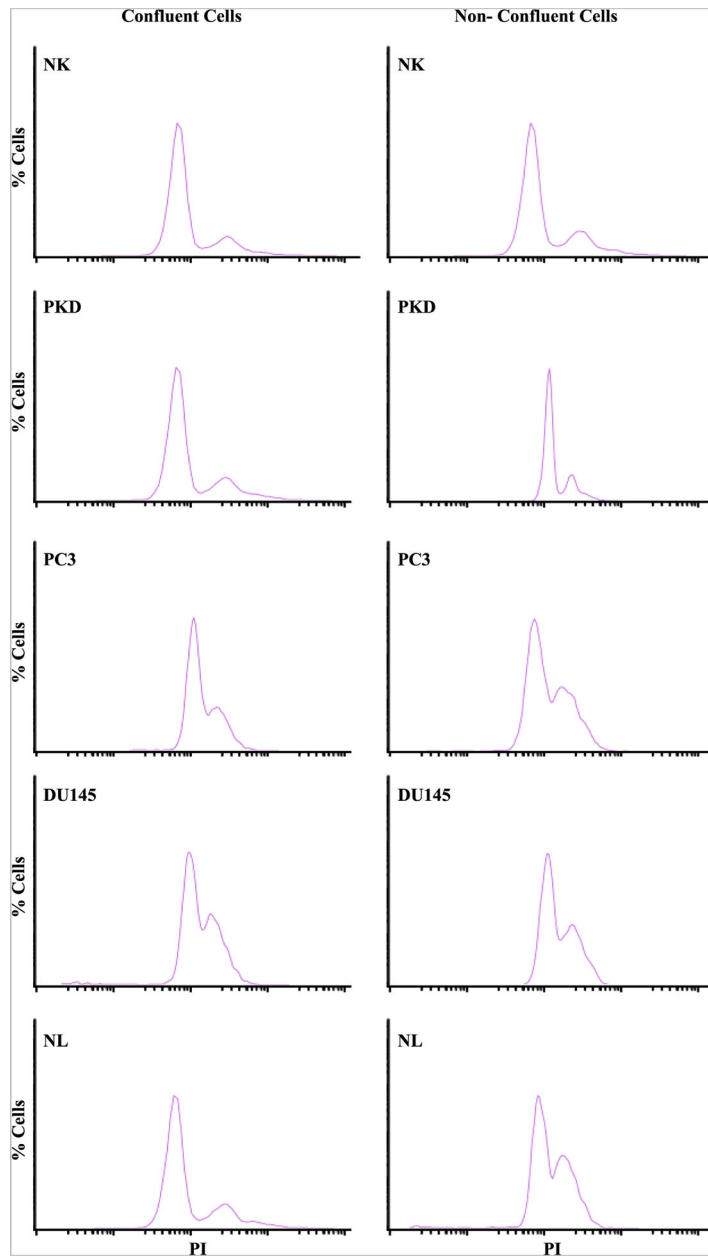 Confluent Cells
Non- Confluent Cells
NK
NK
% Cells
PKD
PKD
% Cells
PC3
PC3
% Cells
DU145
DU145
% Cells
NL
NL
% Cells
PI
PI